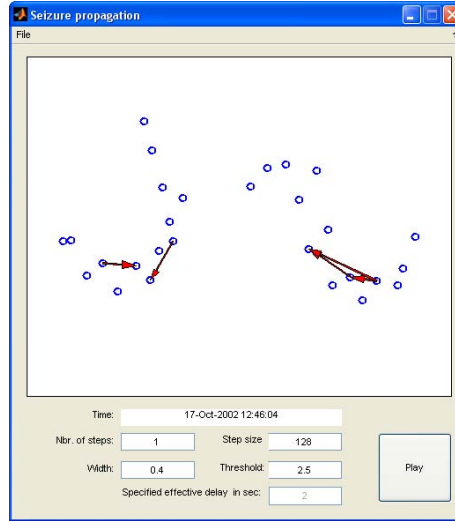 Seizure propagation
File
Time: 17-Oct-2002 12:46:04
Nbr. of steps: 1 Step size 128
Width: 0.4 Threshold: 2.5 Play
Specified effective delay in sec: 2